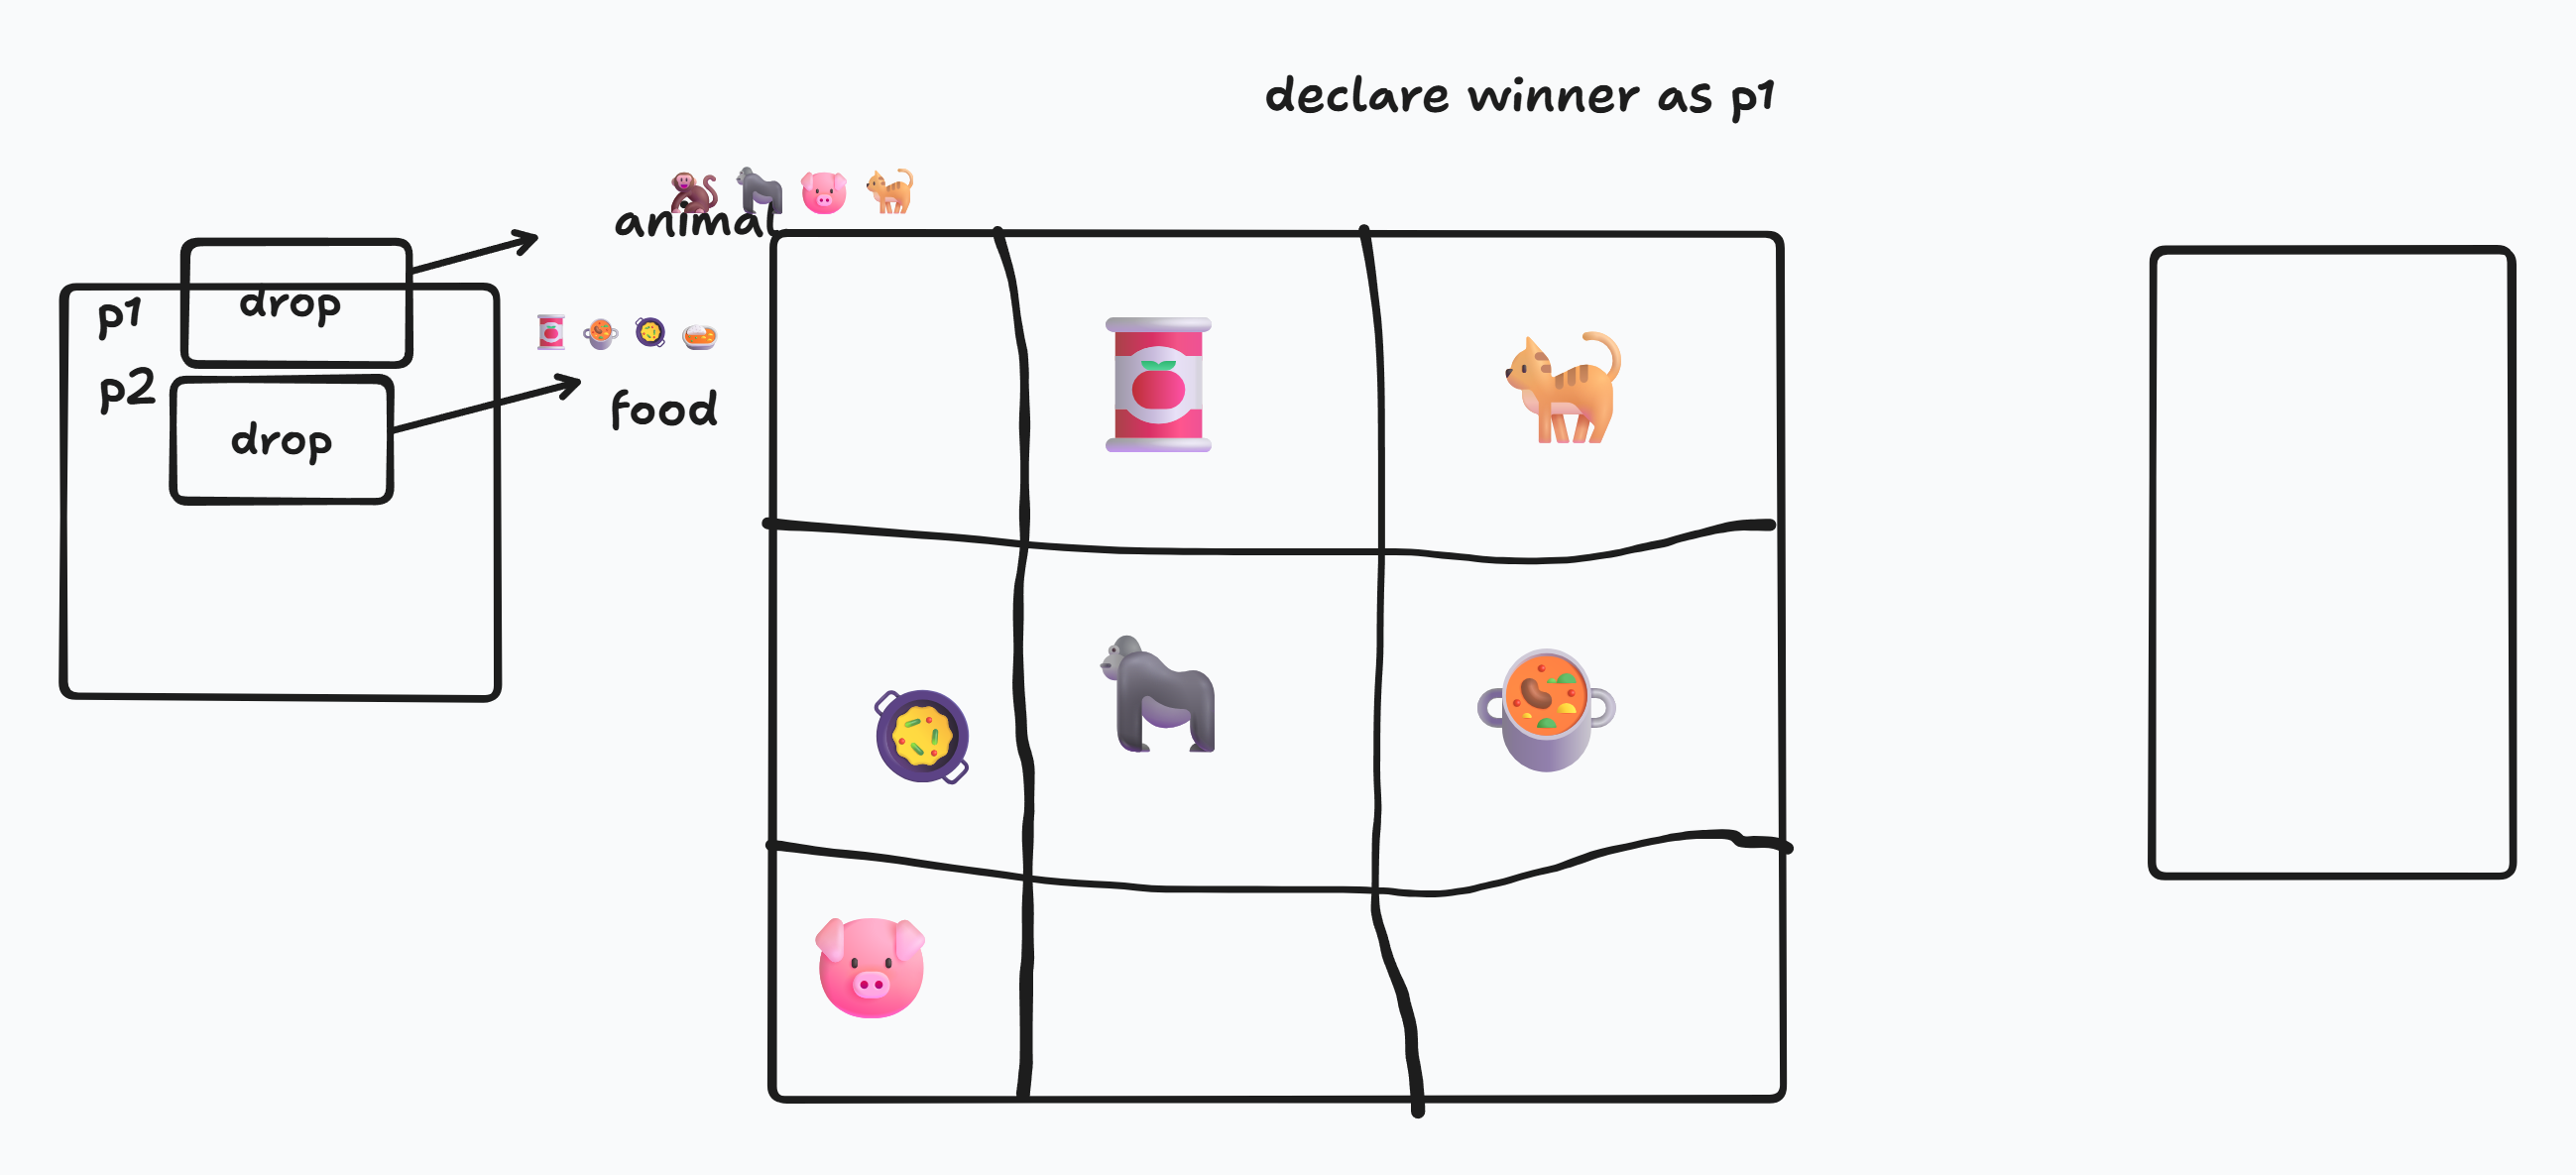 declare winner as p1
animal
drop
p1
p2
drop
food